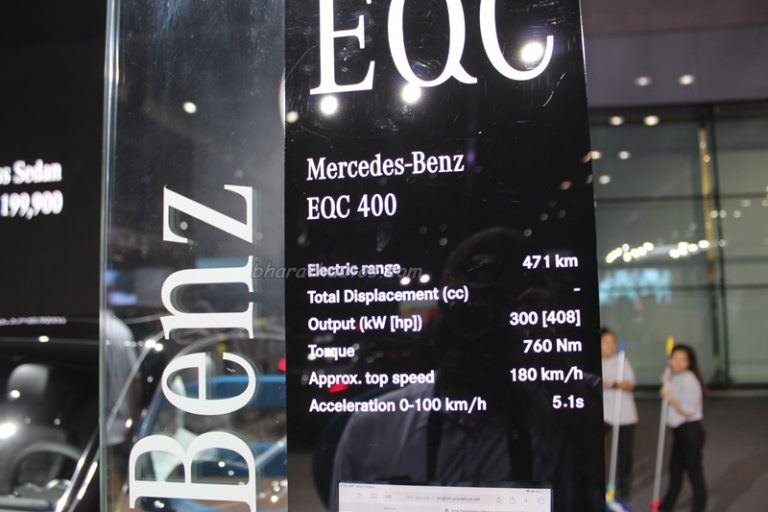 EQC
Mercedes-Benz
EQC 400
Electric range 471 km
Total Displacement (cc) -
Output (kW [hp]) 300 [408]
Torque 760 Nm
Approx. top speed 180 km/h
Acceleration 0-100 km/h 5.1s
Benz
Sedan
199,900